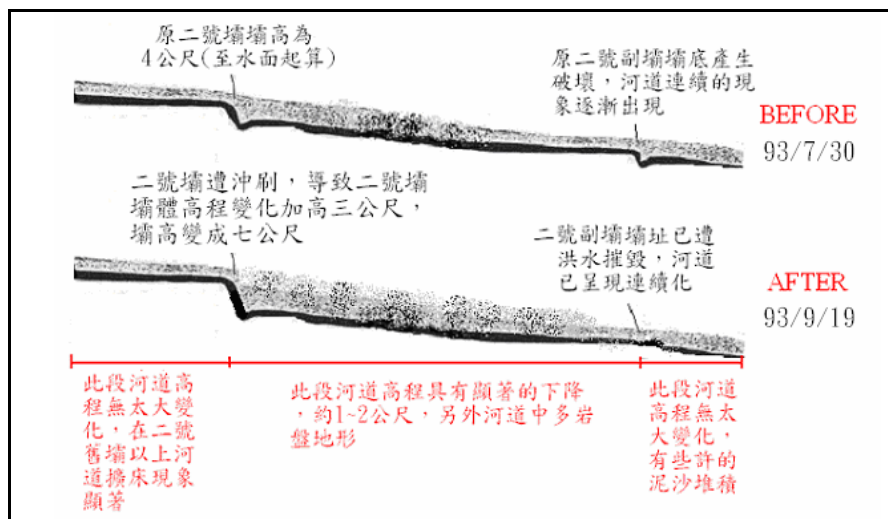 原二號壩壩高為
4公尺(至水面起算)
原二號副壩壩底產生
破壞，河道連續的現
象逐漸出現
BEFORE
93/7/30
二號壩遭沖刷，導致二號壩
壩體高程變化加高三公尺，
壩高變成七公尺
二號副壩壩址已遭
洪水摧毀，河道
已呈現連續化
AFTER
93/9/19
此段河道高
程無太大變
化，在二號
舊壩以上河
道擴床現象
顯著
此段河道高程具有顯著的下降
，約1~2公尺，另外河道中多岩
盤地形
此段河道
高程無太
大變化，
有些許的
泥沙堆積